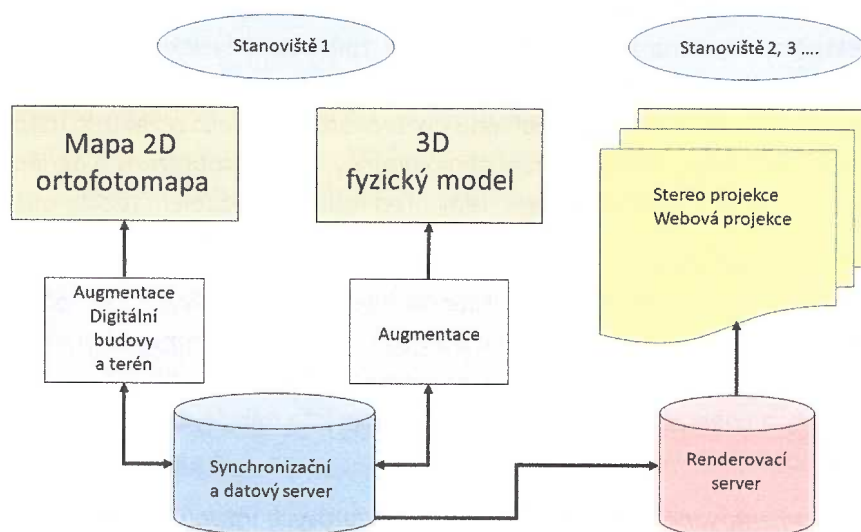 Stanoviště 1
Stanoviště 2, 3 ....
Mapa 2D
ortofotomapa
3D
fyzický model
Stereo projekce
Webová projekce
Augmentace
Digitální
budovy
a terén
Augmentace
Synchronizační
a datový server
Renderovací
server